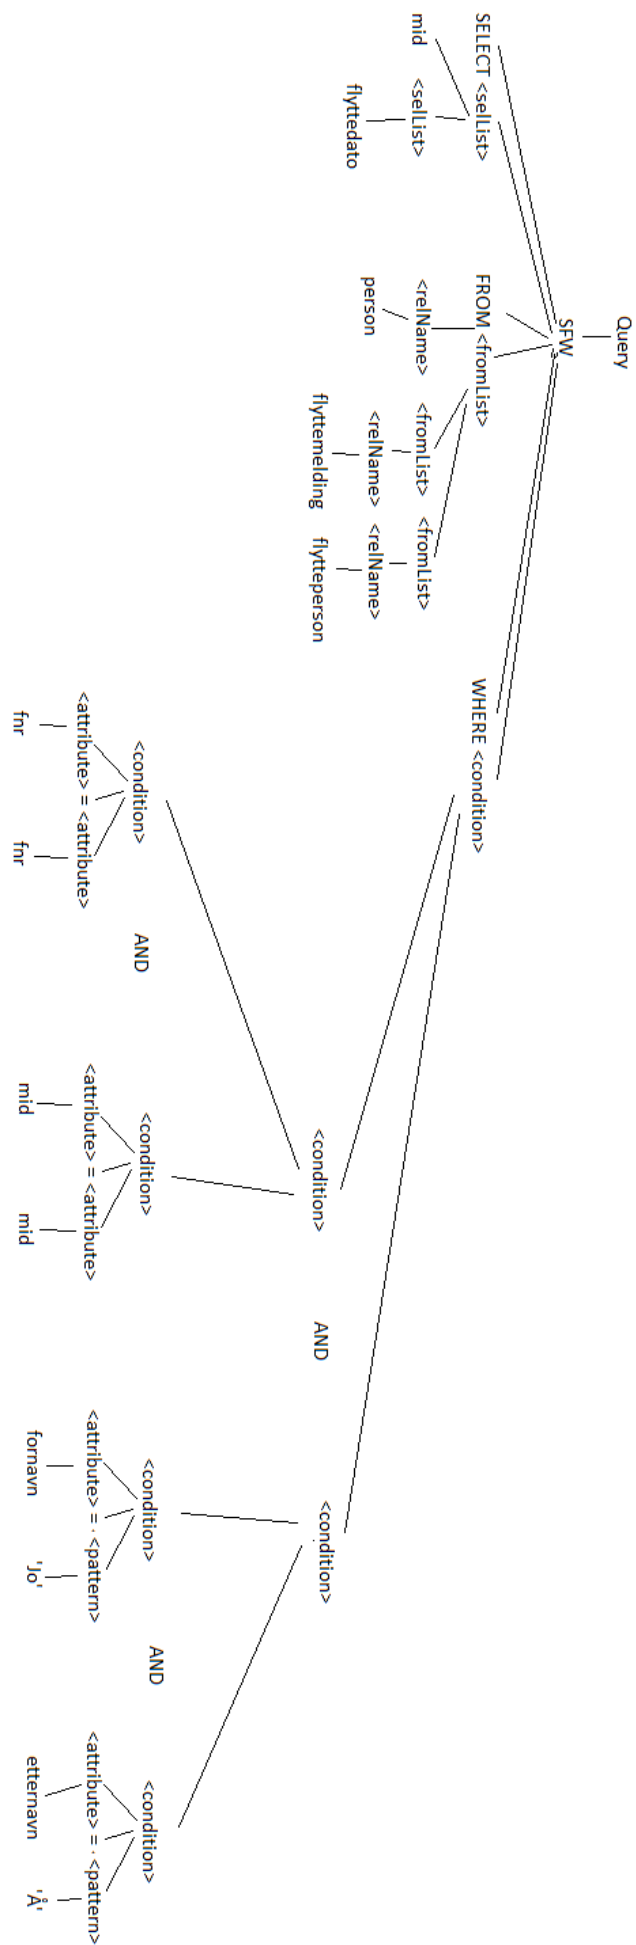 Query
SFW
SELECT <selList>
FROM <fromList>
WHERE <condition>
mid
<selList>
<relName>
<fromList>
<fromList>
flyttedato
person
<relName>
<relName>
flyttemelding
flytteperson
<condition>
AND
<condition>
<condition>
AND
<condition>
<condition>
AND
<condition>
<attribute> = <attribute>
<attribute> = <attribute>
<attribute> = · <pattern>
<attribute> = · <pattern>
fnr
fnr
mid
mid
fornavn
'Jo'
etternavn
'Å'